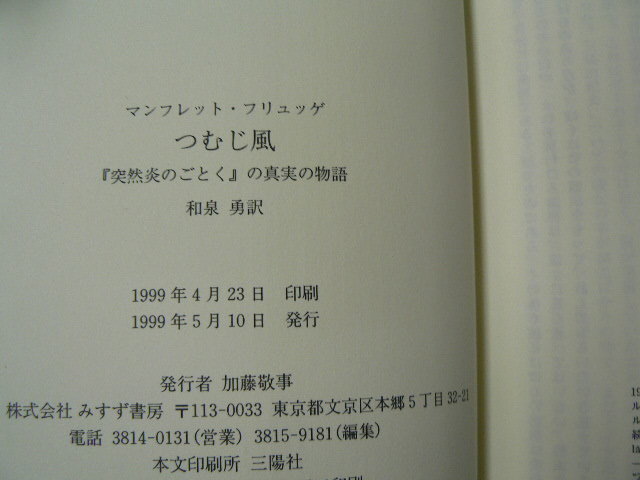 マンフレット・フリュッゲ
つむじ風
『突然炎のごとく』の真実の物語
和泉 勇訳
1999年4月23日 印刷
1999年5月10日 発行
発行者 加藤敬事
株式会社 みすず書房 〒113-0033 東京都文京区本郷5丁目32-21
電話 3814-0131(営業) 3815-9181(編集)
本文印刷所 三陽社